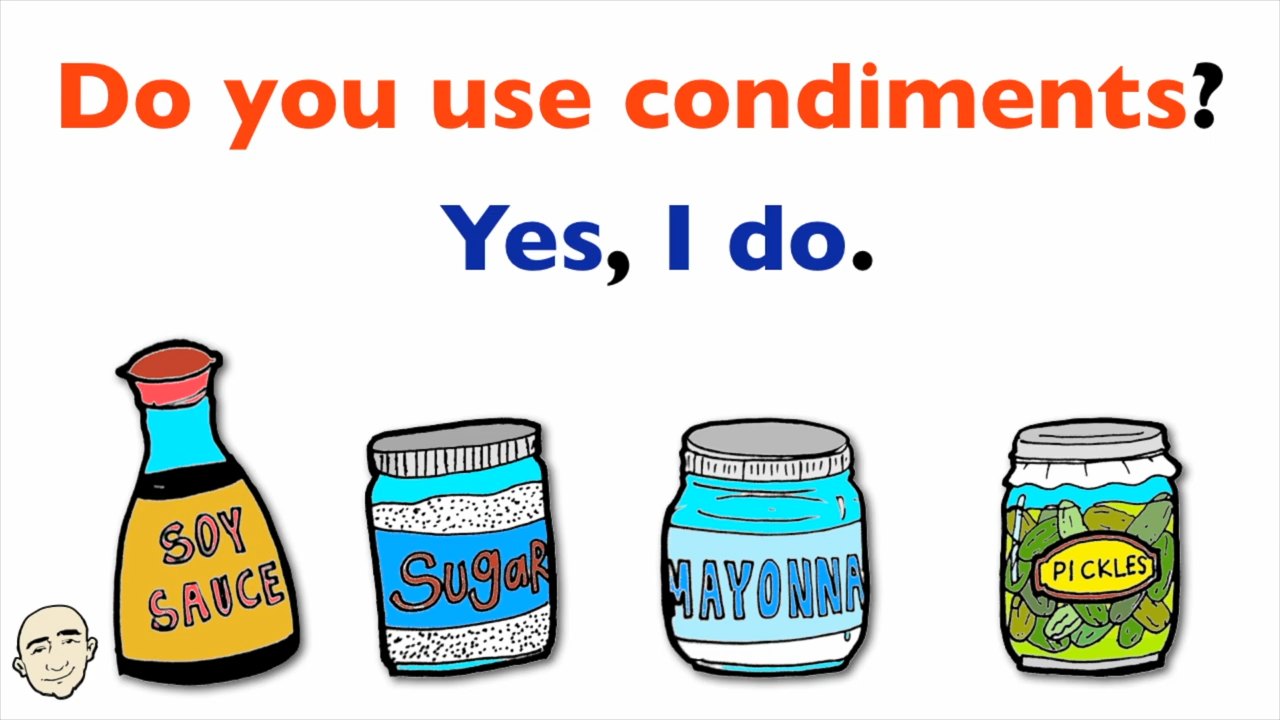 Do you use condiments?
Yes, I do.
SOY
SAUCE
Sugar
MAYONNA
PICKLES